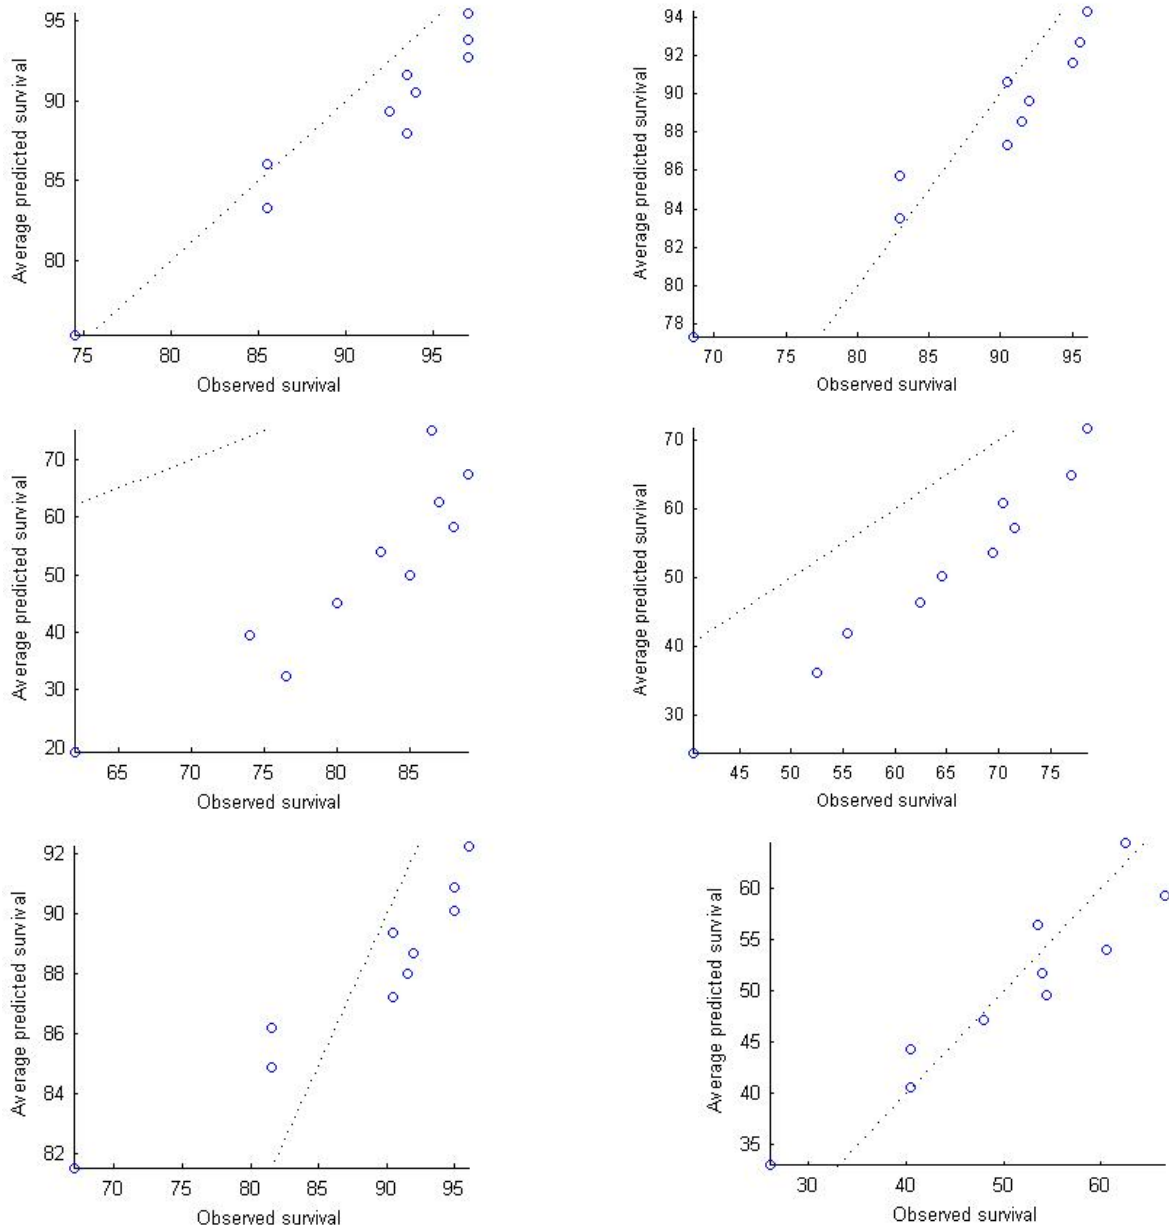 95
90
85
80
Average predicted survival
75 80 85 90 95
Observed survival
94
92
90
88
86
84
82
80
78
Average predicted survival
70 75 80 85 90 95
Observed survival
70
60
50
40
30
20
Average predicted survival
65 70 75 80 85
Observed survival
70
60
50
40
30
Average predicted survival
45 50 55 60 65 70 75
Observed survival
92
90
88
86
84
82
Average predicted survival
70 75 80 85 90 95
Observed survival
60
55
50
45
40
35
Average predicted survival
30 40 50 60
Observed survival